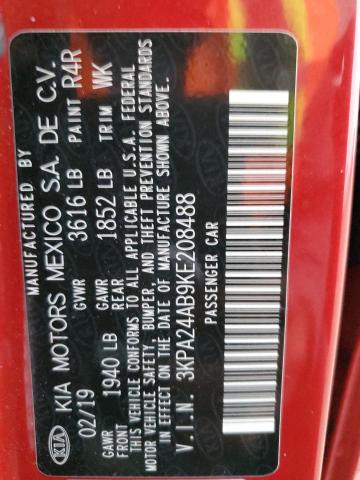 MANUFACTURED BY
KIA KIA MOTORS MEXICO S.A. DE C.V.
02/19 GVWR 3616 LB PAINT R4R
GAWR FRONT 1940 LB GAWR REAR 1852 LB TRIM WK
THIS VEHICLE CONFORMS TO ALL APPLICABLE U.S.A. FEDERAL
MOTOR VEHICLE SAFETY, BUMPER, AND THEFT PREVENTION STANDARDS
IN EFFECT ON THE DATE OF MANUFACTURE SHOWN ABOVE.
V.I.N. 3KPA24AB9KE208488
PASSENGER CAR